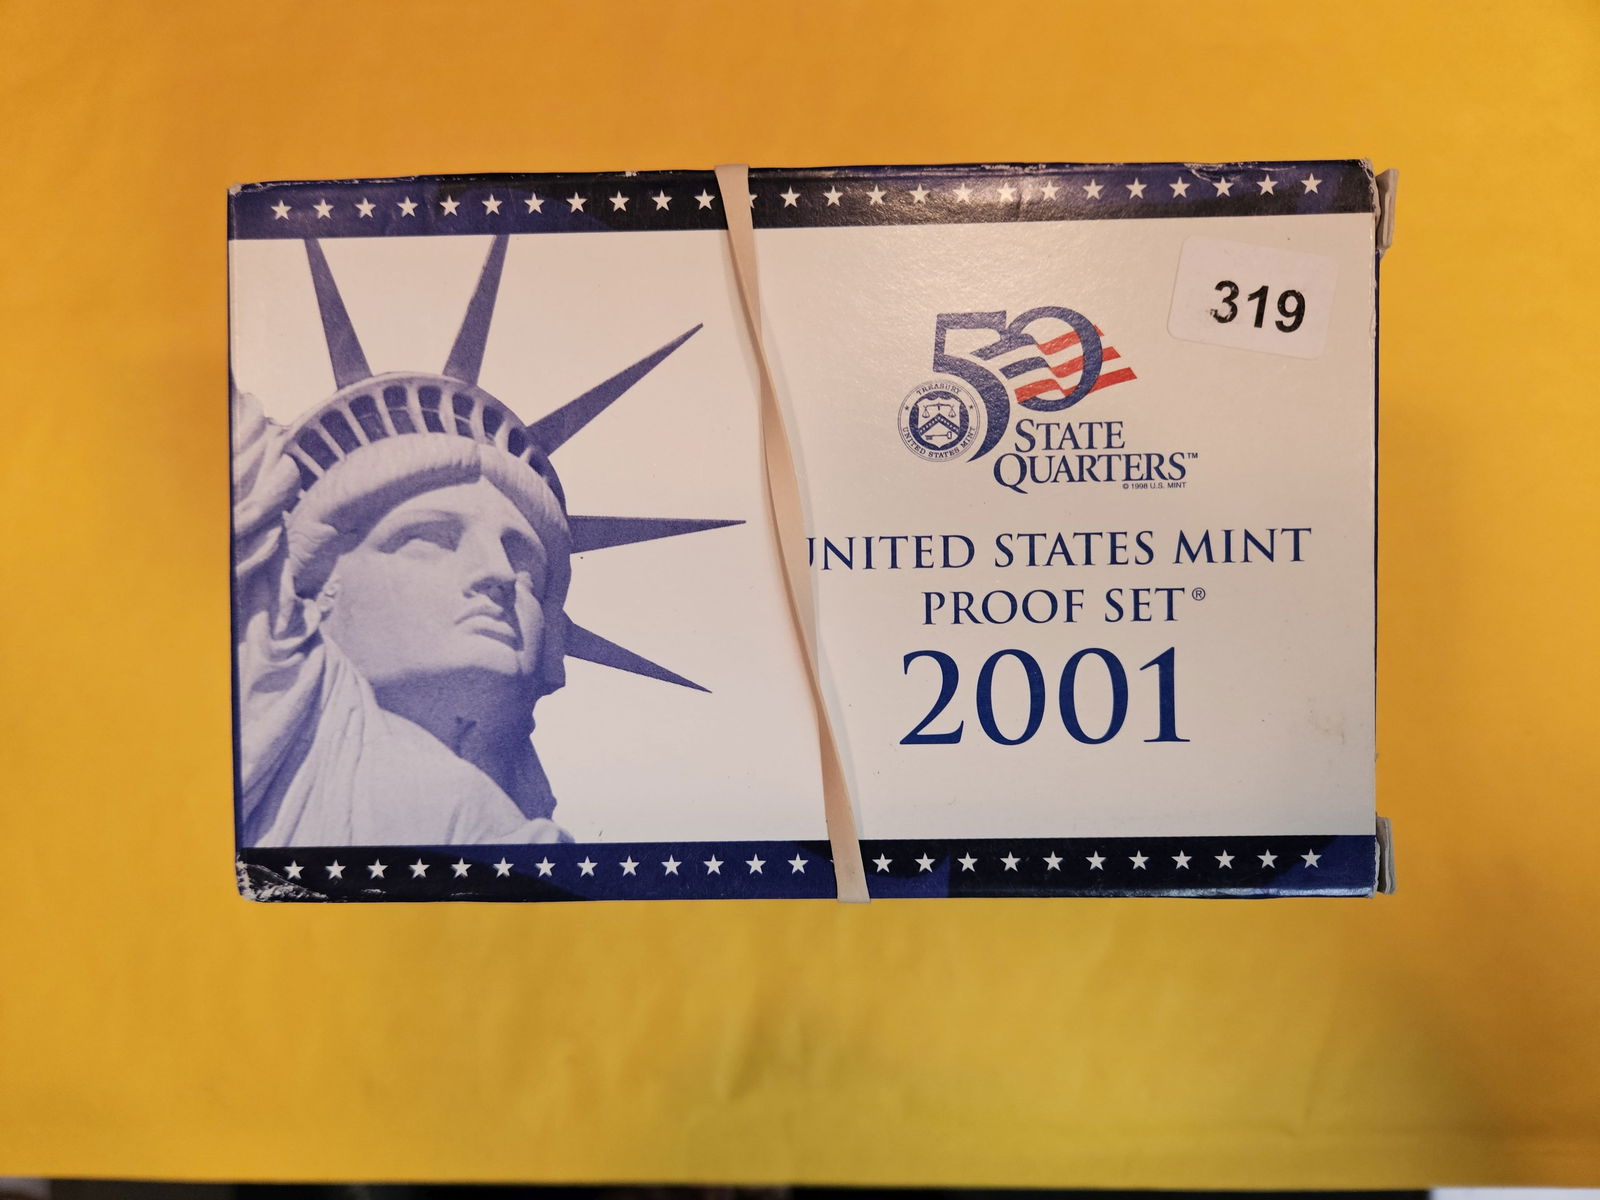 319
50
TREASURY
UNITED STATES MINT
STATE
QUARTERS™
© 1998 U.S. MINT
UNITED STATES MINT
PROOF SET®
2001